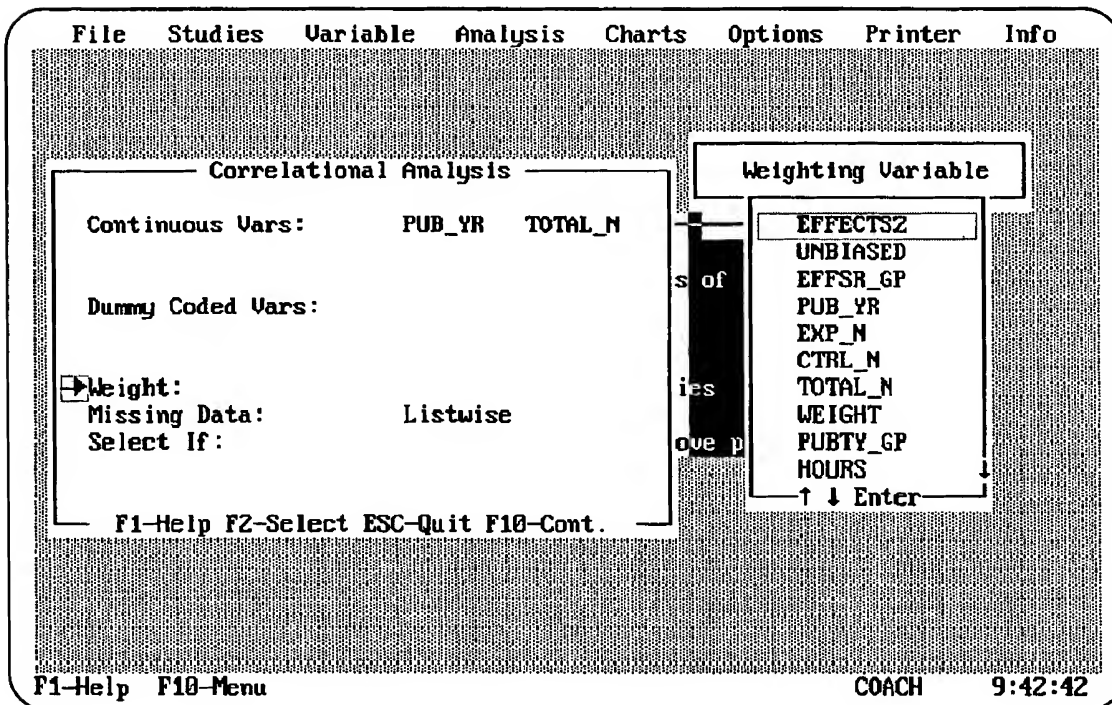 File Studies Variable Analysis Charts Options Printer Info
Correlational Analysis
Continuous Vars: PUB_YR TOTAL_N
Dummy Coded Vars:
Weight:
Missing Data: Listwise
Select If:
F1-Help F2-Select ESC-Quit F10-Cont.
s of
ies
ove p
Weighting Variable
EFFECTSZ
UNBIASED
EFFSR_GP
PUB_YR
EXP_N
CTRL_N
TOTAL_N
WEIGHT
PUBTY_GP
HOURS
↑ ↓ Enter
F1-Help F10-Menu COACH 9:42:42